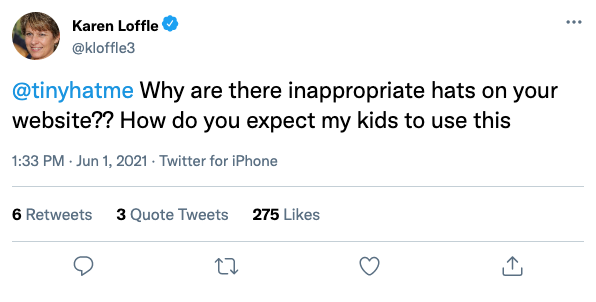 Karen Loffle
@kloffle3
@tinyhatme Why are there inappropriate hats on your
website?? How do you expect my kids to use this
1:33 PM · Jun 1, 2021 · Twitter for iPhone
6 Retweets 3 Quote Tweets 275 Likes